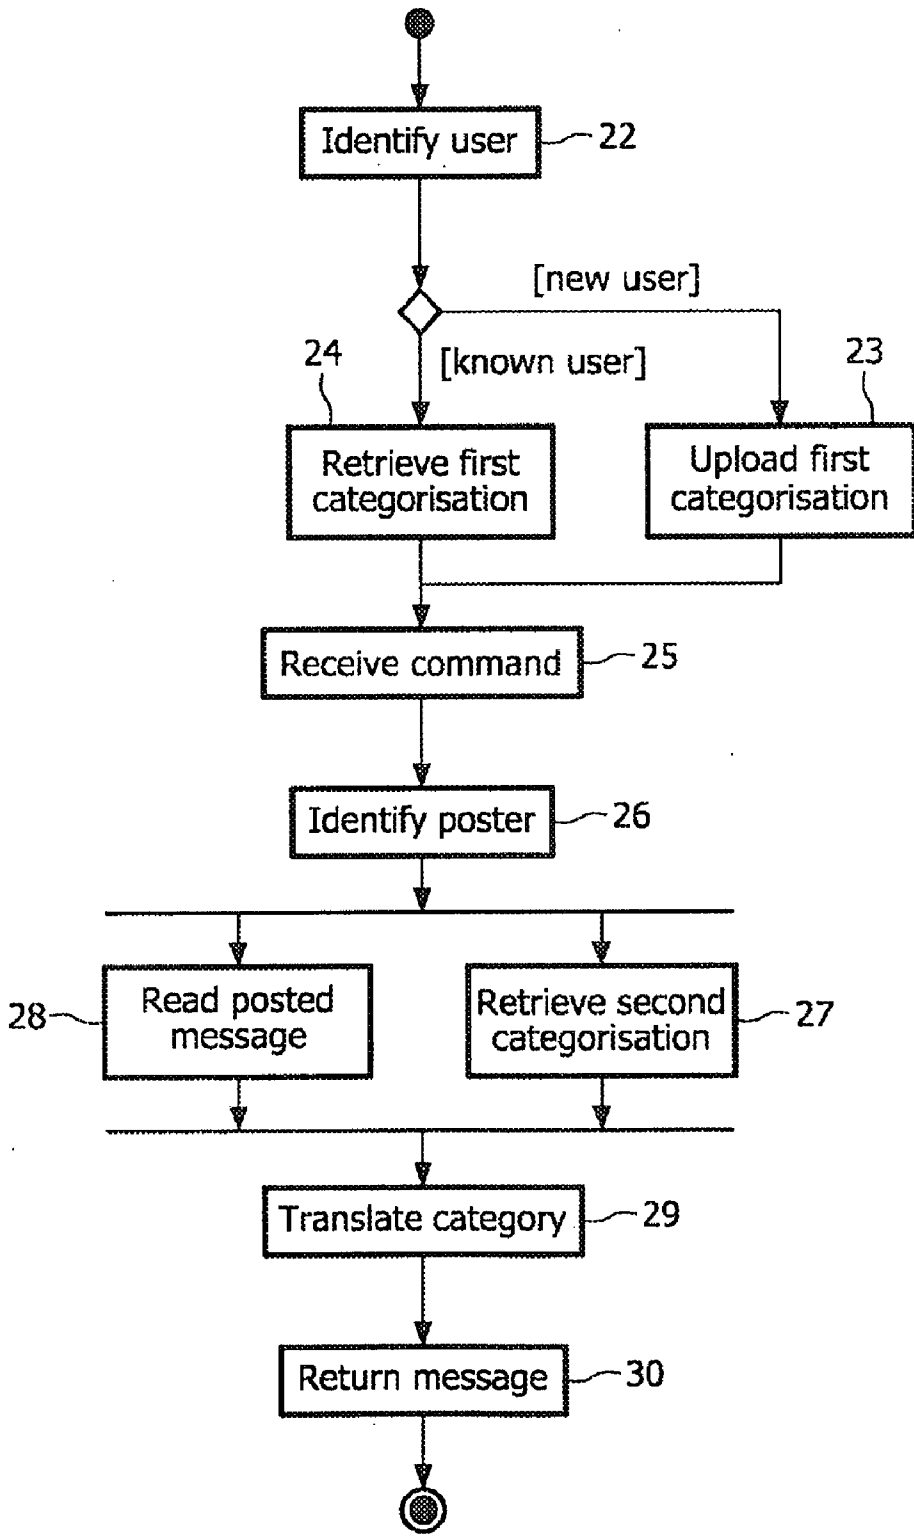 Identify user
22
[new user]
[known user]
24
23
Retrieve first
categorisation
Upload first
categorisation
Receive command
25
Identify poster
26
Read posted
message
28
Retrieve second
categorisation
27
Translate category
29
Return message
30